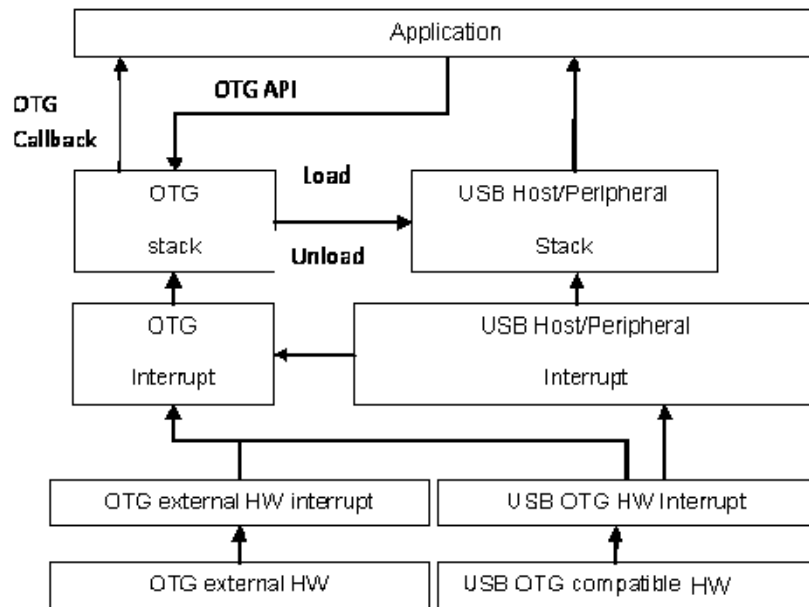 Application
OTG API
OTG
Callback
OTG
stack
Load
Unload
USB Host/Peripheral
Stack
OTG
Interrupt
USB Host/Peripheral
Interrupt
OTG external HW interrupt
USB OTG HW Interrupt
OTG external HW
USB OTG compatible HW